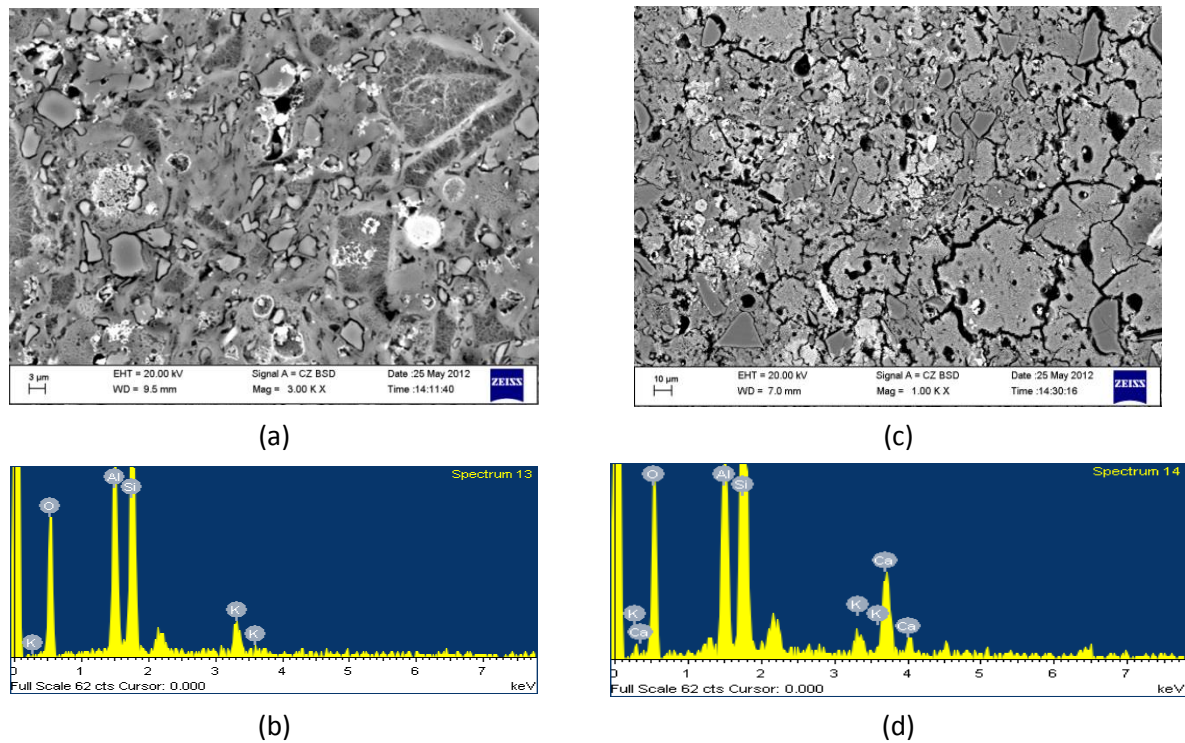 3 µm
EHT = 20.00 kV
WD = 9.5 mm
Signal A = CZ BSD
Mag = 3.00 K X
Date :25 May 2012
Time :14:11:40
ZEISS
(a)
10 µm
EHT = 20.00 kV
WD = 7.0 mm
Signal A = CZ BSD
Mag = 1.00 K X
Date :25 May 2012
Time :14:30:16
ZEISS
(c)
Spectrum 13
O Al Si K K K
0 1 2 3 4 5 6 7
Full Scale 62 cts Cursor: 0.000 keV
(b)
Spectrum 14
O Al Si K Ca K K Ca Ca
0 1 2 3 4 5 6 7
Full Scale 62 cts Cursor: 0.000 keV
(d)